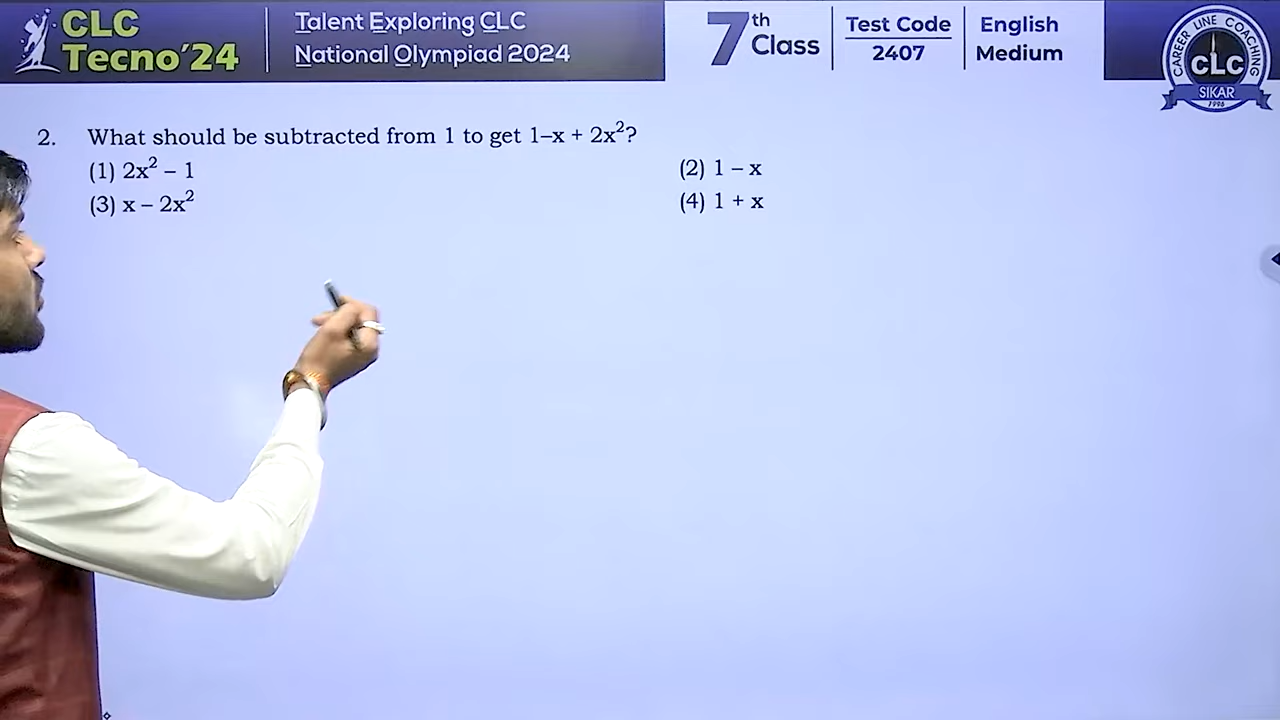 CLC
Tecno'24
Talent Exploring CLC
National Olympiad 2024
7th Class
Test Code
2407
English
Medium
CAREER LINE COACHING
CLC
SIKAR
1996
2. What should be subtracted from 1 to get 1–x + 2x²?
(1) 2x² – 1 (2) 1 – x
(3) x – 2x² (4) 1 + x